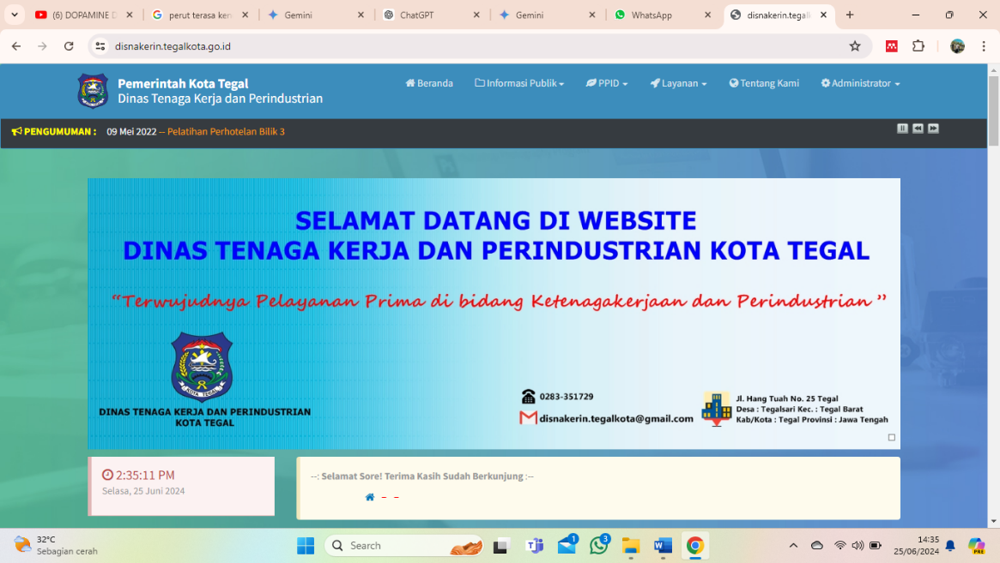 (6) DOPAMINE D
perut terasa ken
Gemini
ChatGPT
Gemini
WhatsApp
disnakerin.tegalk
disnakerin.tegalkota.go.id
Pemerintah Kota Tegal
Dinas Tenaga Kerja dan Perindustrian
Beranda
Informasi Publik
PPID
Layanan
Tentang Kami
Administrator
PENGUMUMAN : 09 Mei 2022 -- Pelatihan Perhotelan Bilik 3
SELAMAT DATANG DI WEBSITE
DINAS TENAGA KERJA DAN PERINDUSTRIAN KOTA TEGAL
“Terwujudnya Pelayanan Prima di bidang Ketenagakerjaan dan Perindustrian ”
KOTA TEGAL
DINAS TENAGA KERJA DAN PERINDUSTRIAN
KOTA TEGAL
0283-351729
disnakerin.tegalkota@gmail.com
Jl. Hang Tuah No. 25 Tegal
Desa : Tegalsari Kec. : Tegal Barat
Kab/Kota : Tegal Provinsi : Jawa Tengah
2:35:11 PM
Selasa, 25 Juni 2024
--: Selamat Sore! Terima Kasih Sudah Berkunjung :--
– –
32°C
Sebagian cerah
Search
1
3
14:35
25/06/2024
PRE